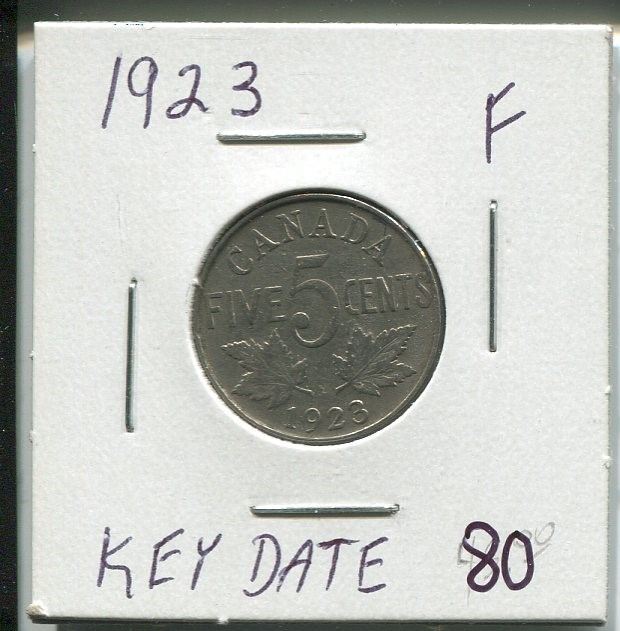 1923
F
CANADA
FIVE 5 CENTS
1923
KEY DATE 80